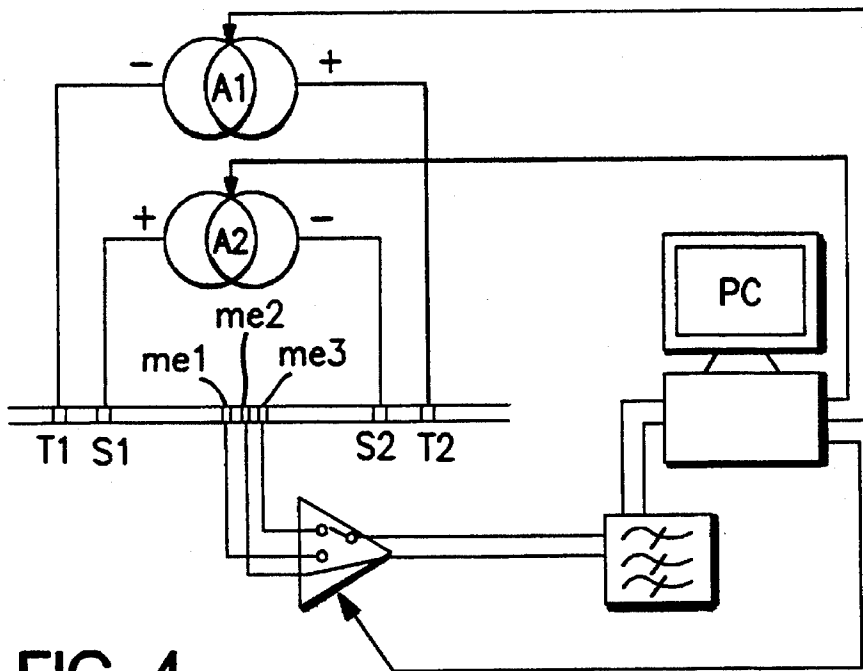 - A1 +
+ A2 -
me2
me1 me3
PC
T1 S1 S2 T2
FIG. 4